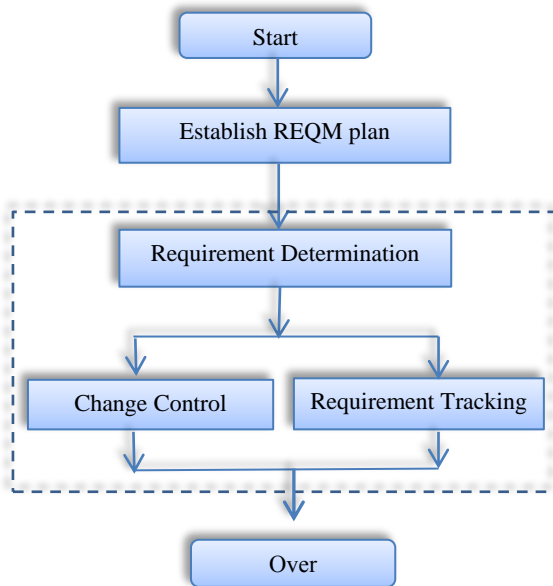 Start
Establish REQM plan
Requirement Determination
Change Control
Requirement Tracking
Over